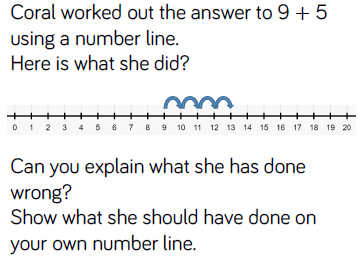 Coral worked out the answer to 9 + 5
using a number line.
Here is what she did?
0 1 2 3 4 5 6 7 8 9 10 11 12 13 14 15 16 17 18 19 20
Can you explain what she has done
wrong?
Show what she should have done on
your own number line.